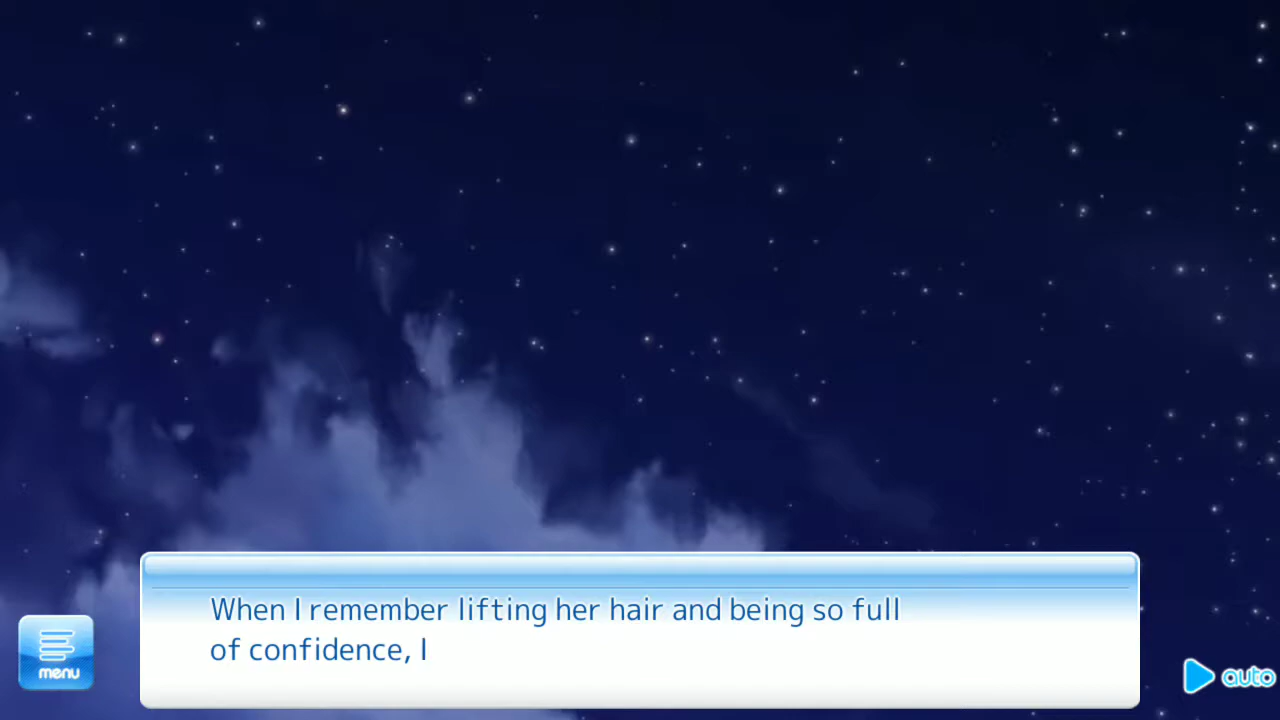 When I remember lifting her hair and being so full
of confidence, I
menu
auto